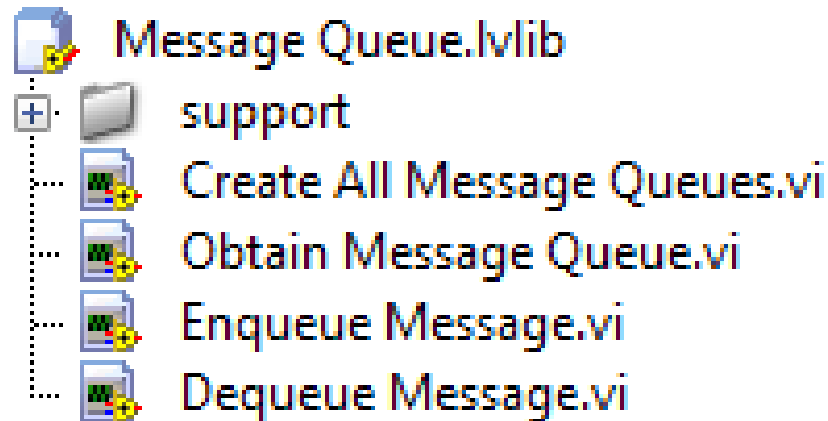 Message Queue.lvlib
support
Create All Message Queues.vi
Obtain Message Queue.vi
Enqueue Message.vi
Dequeue Message.vi